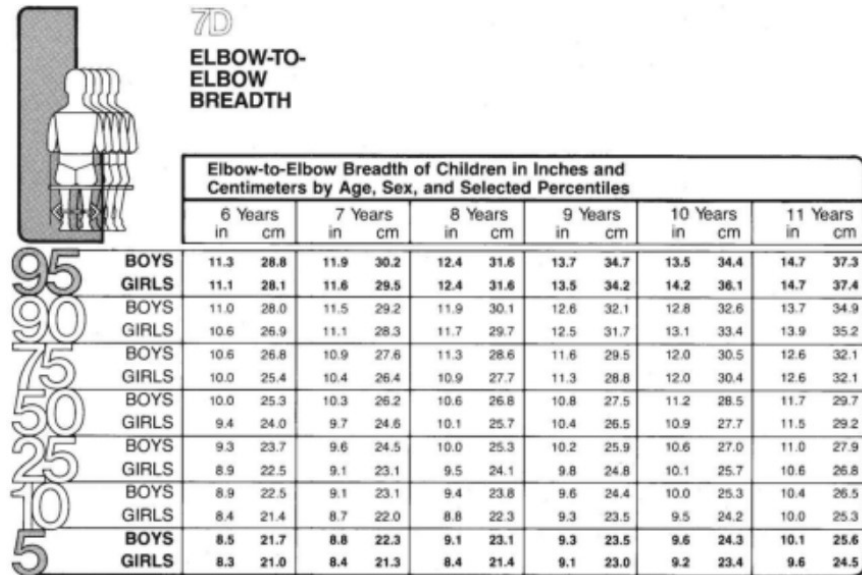 7D
ELBOW-TO-
ELBOW
BREADTH
Elbow-to-Elbow Breadth of Children in Inches and
Centimeters by Age, Sex, and Selected Percentiles
6 Years 7 Years 8 Years 9 Years 10 Years 11 Years
in cm in cm in cm in cm in cm in cm
95 BOYS 11.3 28.8 11.9 30.2 12.4 31.6 13.7 34.7 13.5 34.4 14.7 37.3
GIRLS 11.1 28.1 11.6 29.5 12.4 31.6 13.5 34.2 14.2 36.1 14.7 37.4
90 BOYS 11.0 28.0 11.5 29.2 11.9 30.1 12.6 32.1 12.8 32.6 13.7 34.9
GIRLS 10.6 26.9 11.1 28.3 11.7 29.7 12.5 31.7 13.1 33.4 13.9 35.2
75 BOYS 10.6 26.8 10.9 27.6 11.3 28.6 11.6 29.5 12.0 30.5 12.6 32.1
GIRLS 10.0 25.4 10.4 26.4 10.9 27.7 11.3 28.8 12.0 30.4 12.6 32.1
50 BOYS 10.0 25.3 10.3 26.2 10.6 26.8 10.8 27.5 11.2 28.5 11.7 29.7
GIRLS 9.4 24.0 9.7 24.6 10.1 25.7 10.4 26.5 10.9 27.7 11.5 29.2
25 BOYS 9.3 23.7 9.6 24.5 10.0 25.3 10.2 25.9 10.6 27.0 11.0 27.9
GIRLS 8.9 22.5 9.1 23.1 9.5 24.1 9.8 24.8 10.1 25.7 10.6 26.8
10 BOYS 8.9 22.5 9.1 23.1 9.4 23.8 9.6 24.4 10.0 25.3 10.4 26.5
GIRLS 8.4 21.4 8.7 22.0 8.8 22.3 9.3 23.5 9.5 24.2 10.0 25.3
5 BOYS 8.5 21.7 8.8 22.3 9.1 23.1 9.3 23.5 9.6 24.3 10.1 25.6
GIRLS 8.3 21.0 8.4 21.3 8.4 21.4 9.1 23.0 9.2 23.4 9.6 24.5